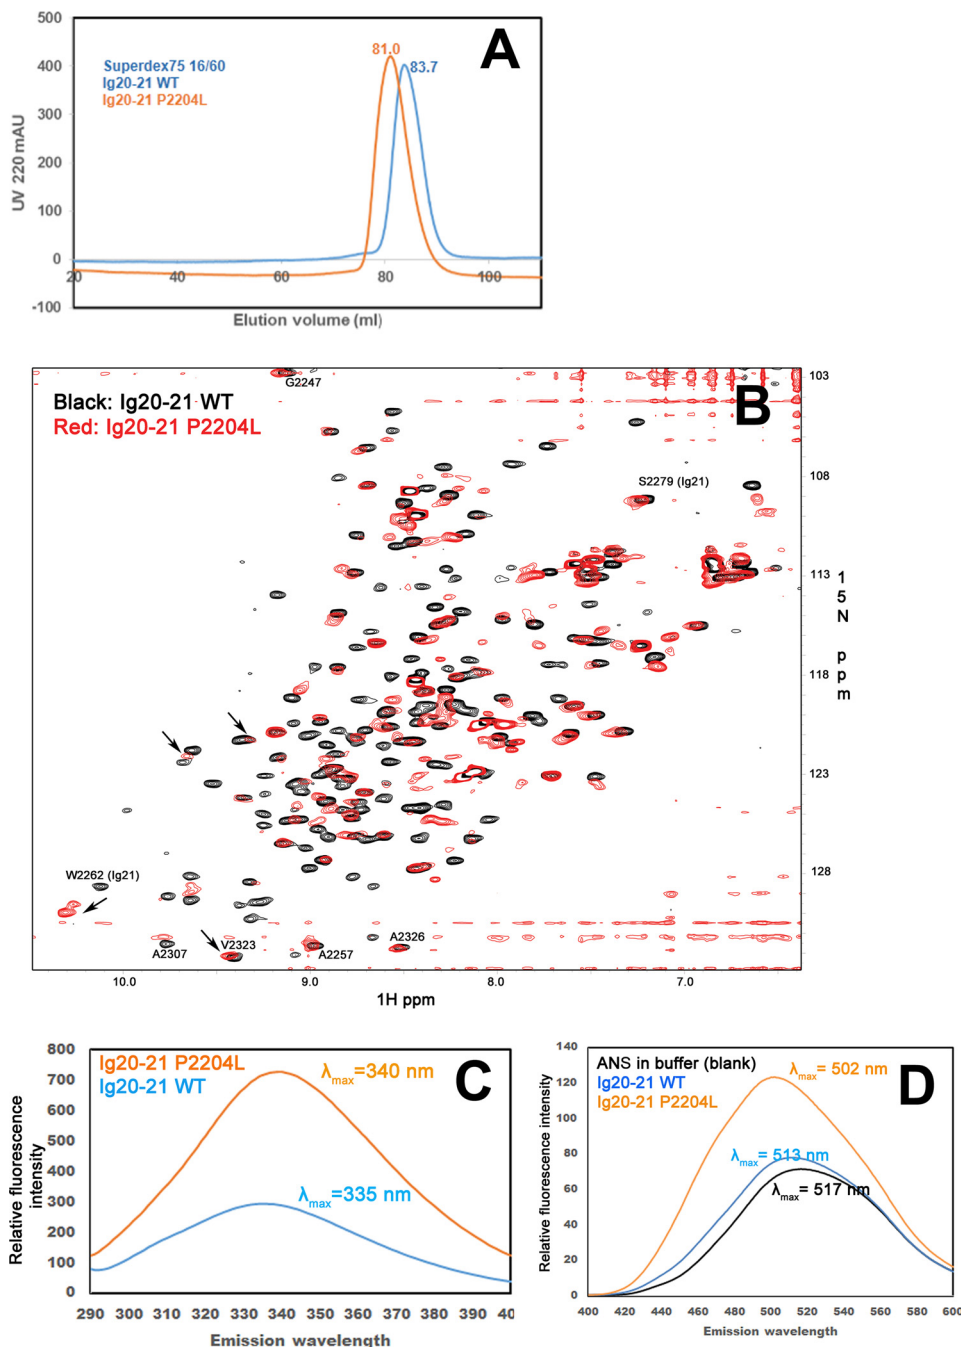 A
500
400
300
200
100
0
-100
UV 220 mAU
Superdex75 16/60
Ig20-21 WT
Ig20-21 P2204L
81.0
83.7
20
40
60
80
100
Elution volume (ml)
B
Black: Ig20-21 WT
Red: Ig20-21 P2204L
G2247
S2279 (Ig21)
W2262 (Ig21)
A2307
V2323
A2257
A2326
103
108
113
118
123
128
15N ppm
10.0
9.0
8.0
7.0
1H ppm
C
Ig20-21 P2204L
Ig20-21 WT
λmax=340 nm
λmax=335 nm
800
700
600
500
400
300
200
100
0
Relative fluorescence
intensity
290 300 310 320 330 340 350 360 370 380 390 40
Emission wavelength
D
ANS in buffer (blank)
Ig20-21 WT
Ig20-21 P2204L
λmax= 502 nm
λmax= 513 nm
λmax= 517 nm
140
120
100
80
60
40
20
0
Relative fluorescence intensity
400 420 440 460 480 500 520 540 560 580 600
Emission wavelength